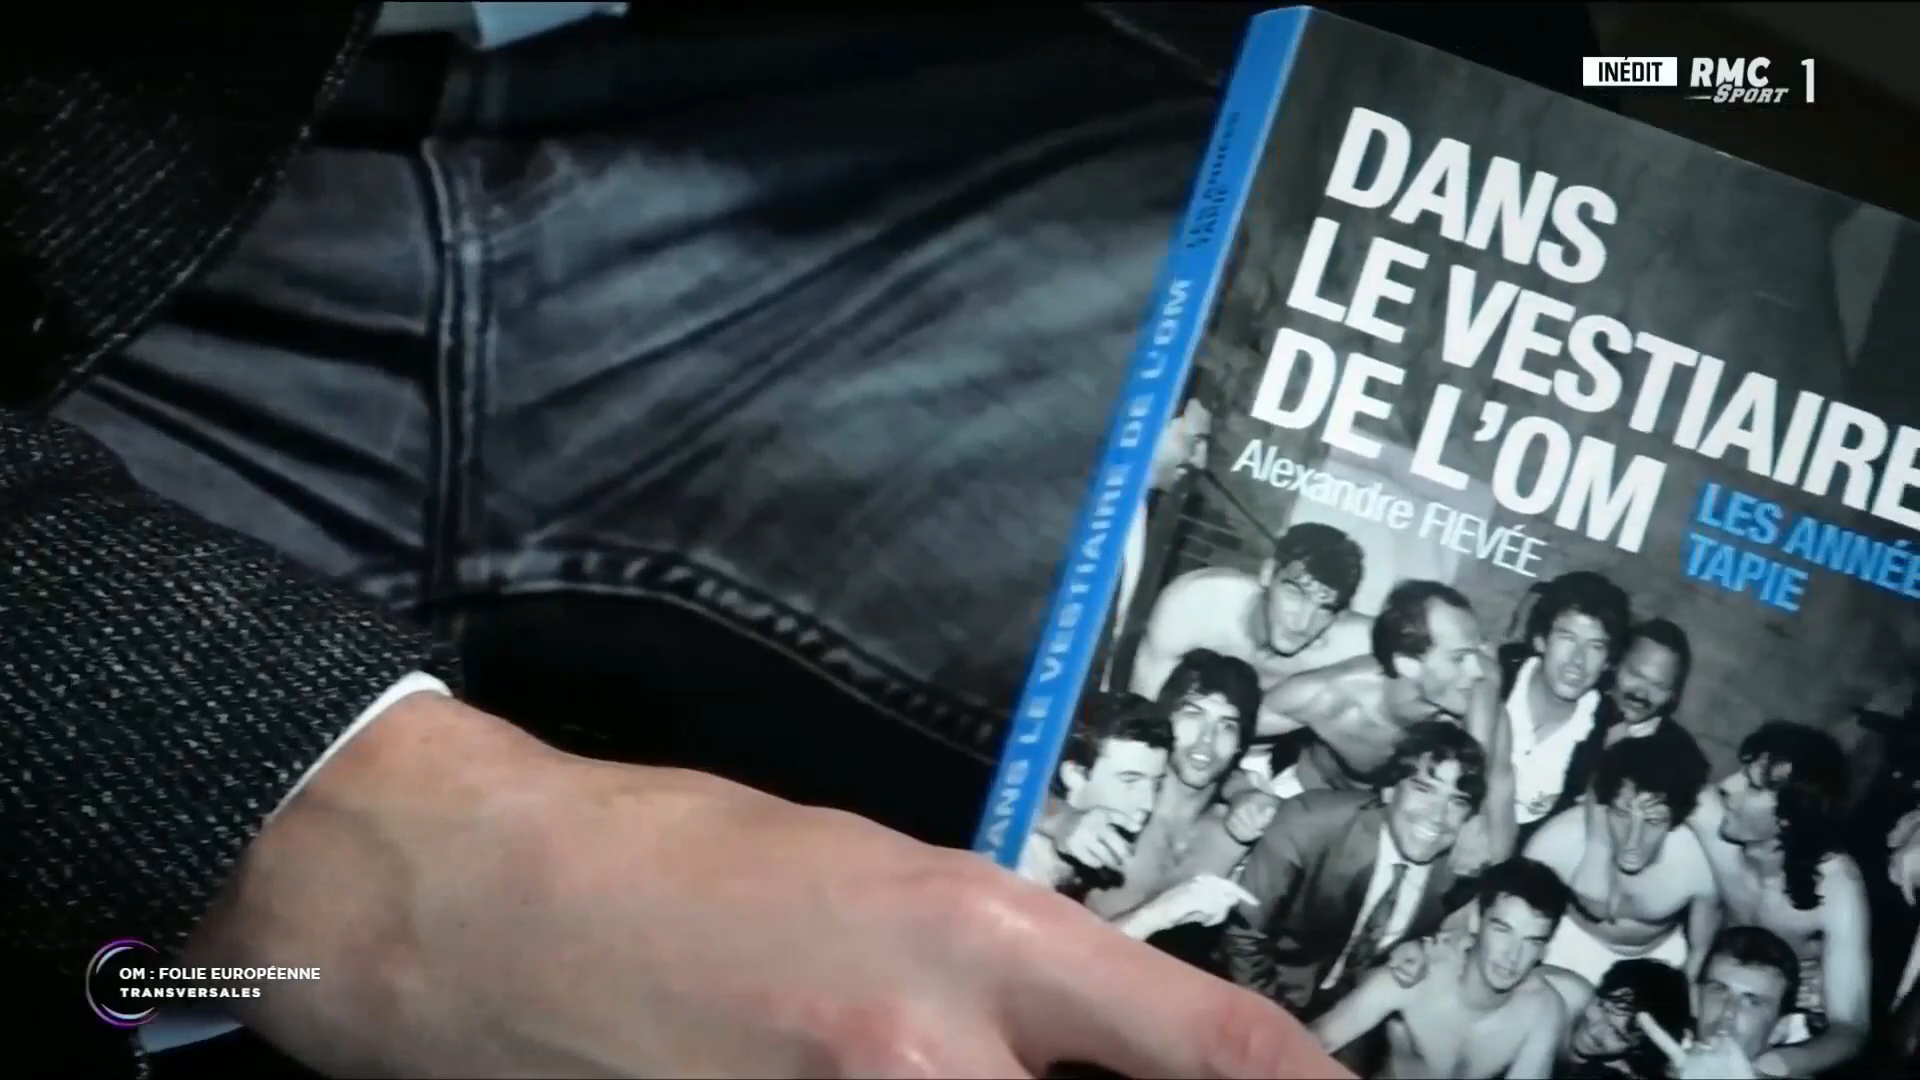 INÉDIT RMC SPORT 1
DANS
LE VESTIAIRE
DE L'OM
Alexandre FIEVÉE
LES ANNÉE
TAPIE
DANS LE VESTIAIRE DE L'OM LES ANNÉES TAPIE
OM : FOLIE EUROPÉENNE
TRANSVERSALES